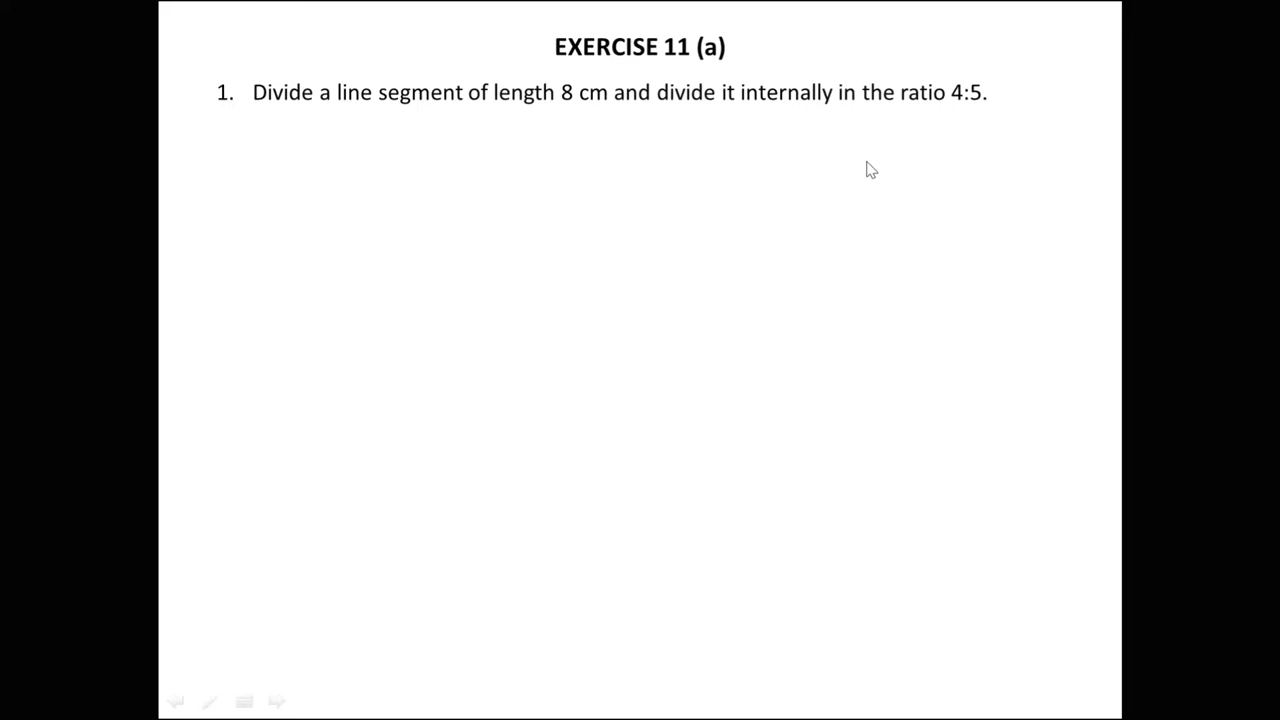 EXERCISE 11 (a)
1. Divide a line segment of length 8 cm and divide it internally in the ratio 4:5.